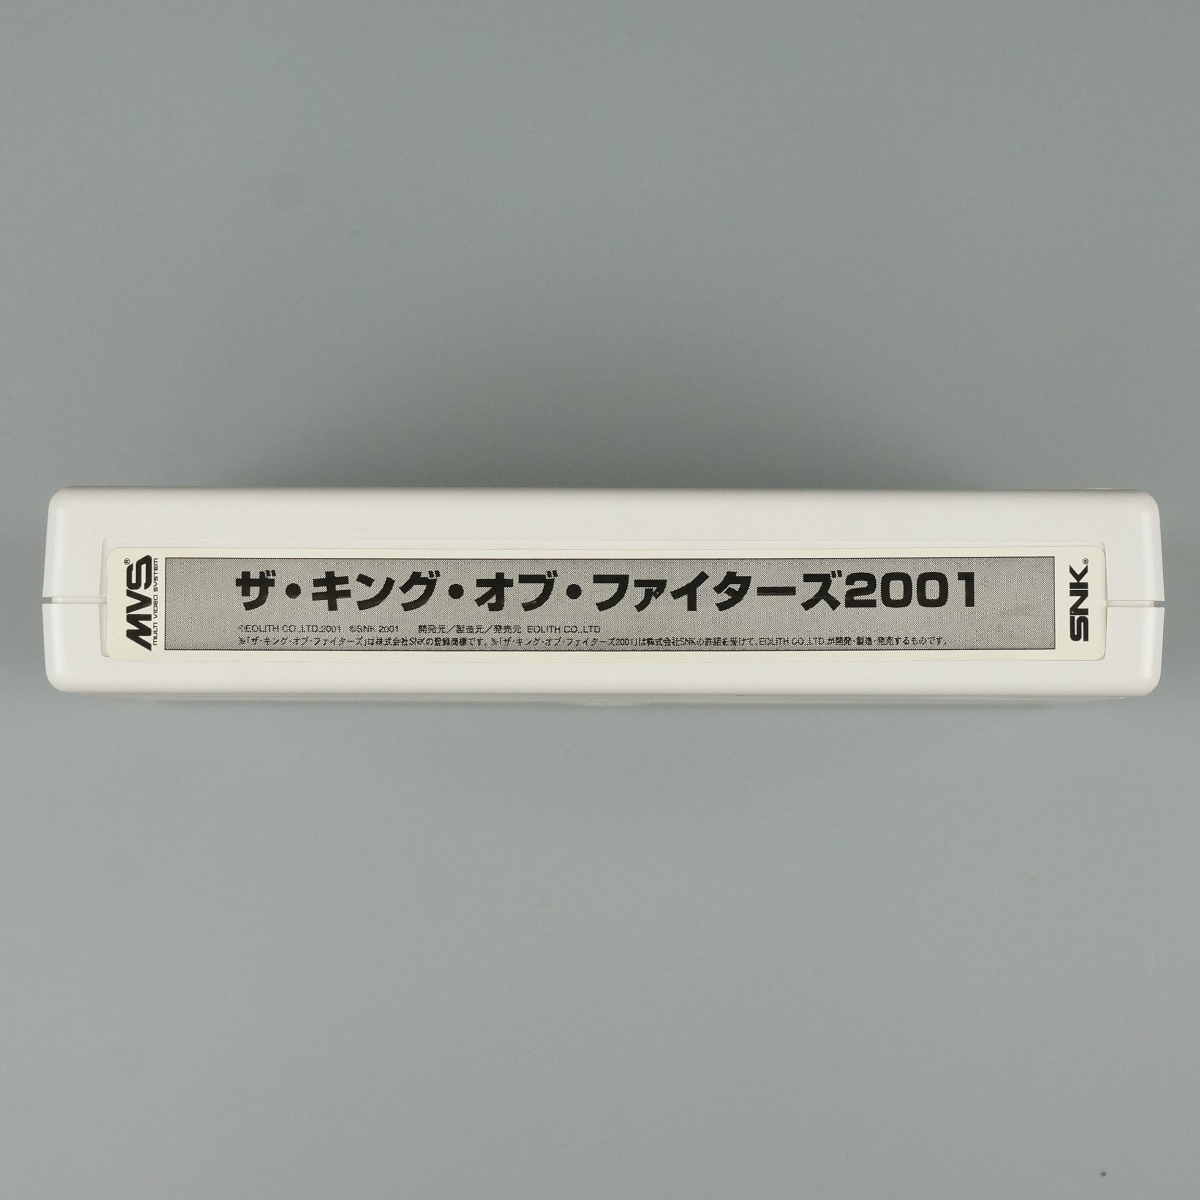 MVS®
MULTI VIDEO SYSTEM
ザ・キング・オブ・ファイターズ2001
©EOLITH CO.,LTD.2001 ©SNK 2001 開発元／製造元／発売元 EOLITH CO.,LTD
※「ザ・キング・オブ・ファイターズ」は株式会社SNKの登録商標です。※「ザ・キング・オブ・ファイターズ2001」は株式会社SNKの許諾を受けて、EOLITH CO.,LTD.が開発・製造・発売するものです。
SNK®